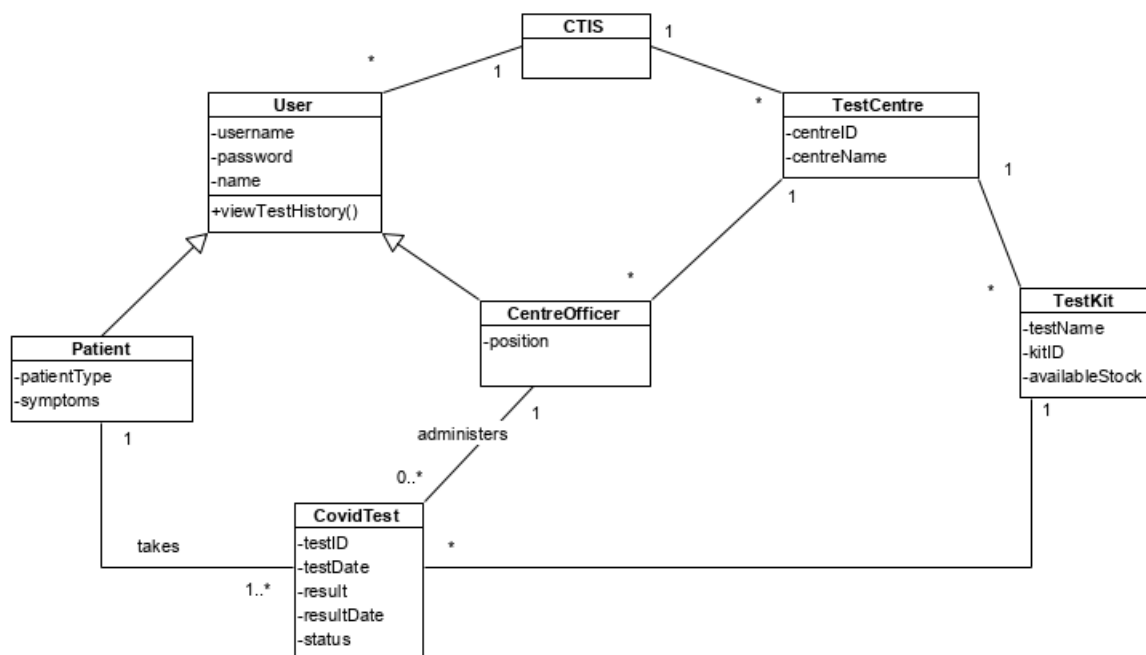 CTIS
1
*
1
*
User
-username
-password
-name
+viewTestHistory()
TestCentre
-centreID
-centreName
1
1
*
*
CentreOfficer
-position
TestKit
-testName
-kitID
-availableStock
Patient
-patientType
-symptoms
1
1
1
administers
0..*
CovidTest
-testID
-testDate
-result
-resultDate
-status
takes
*
1..*